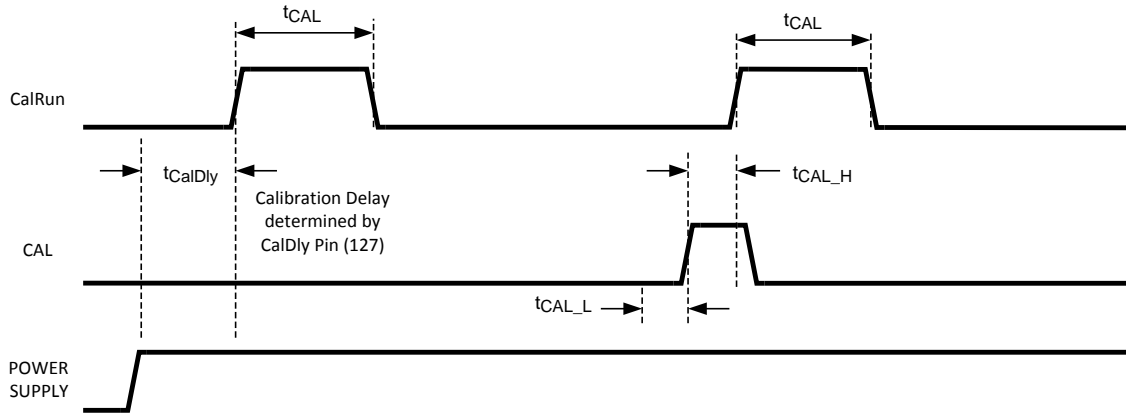 tCAL
tCAL
CalRun
tCalDly
tCAL_H
Calibration Delay
determined by
CalDly Pin (127)
CAL
tCAL_L
POWER
SUPPLY